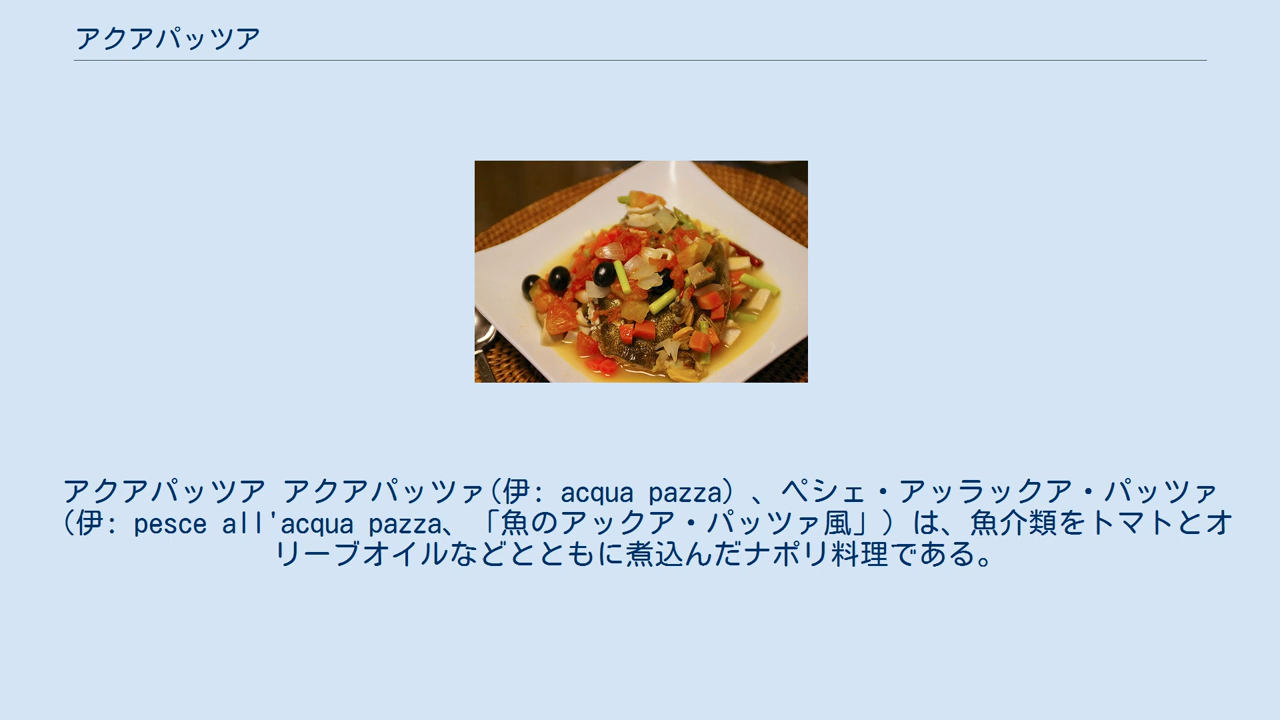 アクアパッツア
アクアパッツア アクアパッツァ(伊: acqua pazza) 、ペシェ・アッラックア・パッツァ
(伊: pesce all'acqua pazza、「魚のアックア・パッツァ風」) は、魚介類をトマトとオ
リーブオイルなどとともに煮込んだナポリ料理である。